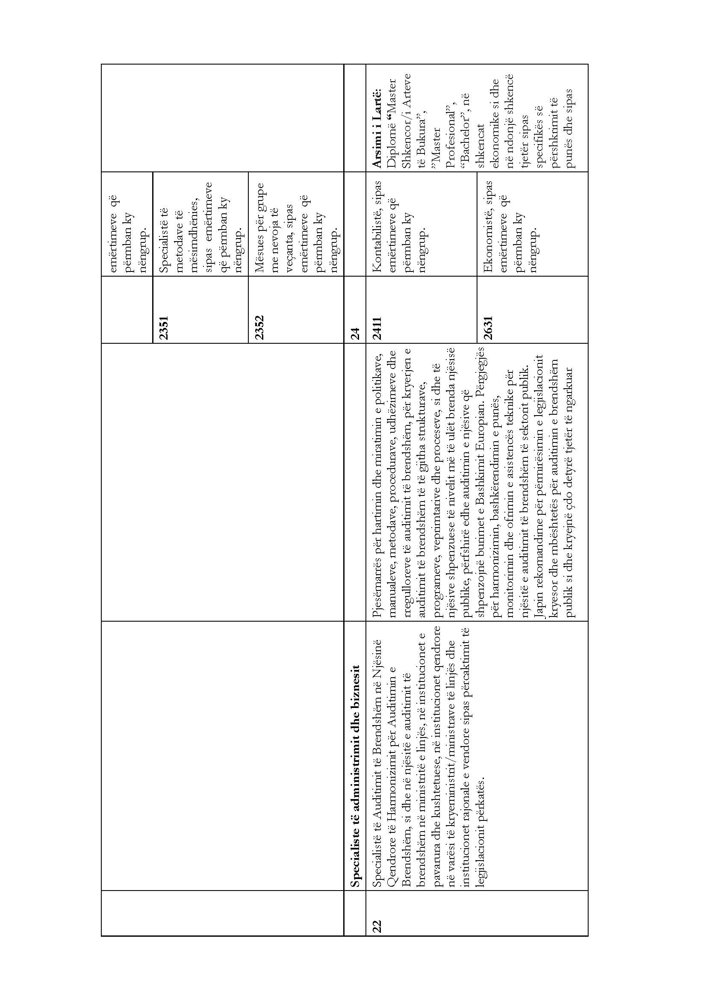 emërtimeve që
përmban ky
nëngrup.
2351
Specialistë të
metodave të
mësimdhënies,
sipas emërtimeve
që përmban ky
nëngrup.
2352
Mësues për grupe
me nevoja të
veçanta, sipas
emërtimeve që
përmban ky
nëngrup.
Specialiste të administrimit dhe biznesit
24
22
Specialistë të Auditimit të Brendshëm në Njësinë
Qendrore të Harmonizimit për Auditimin e
Brendshëm, si dhe në njësitë e auditimit të
brendshëm në ministritë e linjës, në institucionet e
pavarura dhe kushtetuese, në institucionet qendrore
në varësi të kryeministrit/ministrave të linjës dhe
institucionet rajonale e vendore sipas përcaktimit të
legjislacionit përkatës.
Pjesëmarrës për hartimin dhe miratimin e politikave,
manualeve, metodave, procedurave, udhëzimeve dhe
rregulloreve të auditimit të brendshëm, për kryerjen e
auditimit të brendshëm të të gjitha strukturave,
programeve, veprimtarive dhe proceseve, si dhe të
njësive shpenzuese të nivelit më të ulët brenda njësisë
publike, përfshirë edhe auditimin e njësive që
shpenzojnë burimet e Bashkimit Europian. Përgjegjës
për harmonizimin, bashkërendimin e punës,
monitorimin dhe ofrimin e asistencës teknike për
njësitë e auditimit të brendshëm të sektorit publik.
Japin rekomandime për përmirësimin e legjislacionit
kryesor dhe mbështetës për auditimin e brendshëm
publik si dhe kryejnë çdo detyrë tjetër të ngarkuar
2411
Kontabilistë, sipas
emërtimeve që
përmban ky
nëngrup.
2631
Ekonomistë, sipas
emërtimeve që
përmban ky
nëngrup.
Arsimi i Lartë:
Diplomë “Master
Shkencor/i Arteve
të Bukura”,
”Master
Profesional”,
“Bachelor”, në
shkencat
ekonomike si dhe
në ndonjë shkencë
tjetër sipas
specifikës së
përshkrimit të
punës dhe sipas